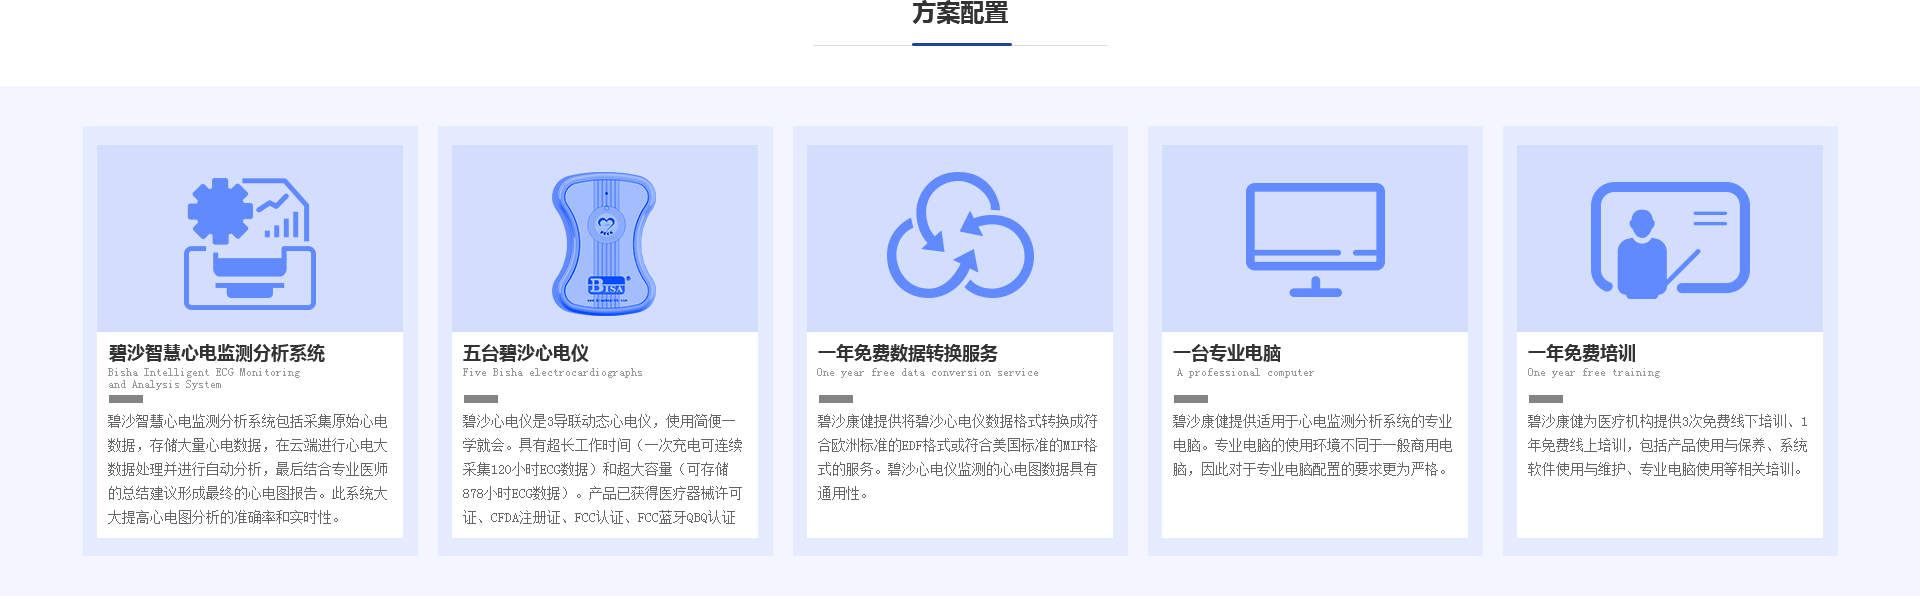 方案配置
BISA
碧沙智慧心电监测分析系统
Bisha Intelligent ECG Monitoring
and Analysis System
碧沙智慧心电监测分析系统包括采集原始心电
数据，存储大量心电数据，在云端进行心电大
数据处理并进行自动分析，最后结合专业医师
的总结建议形成最终的心电图报告。此系统大
大提高心电图分析的准确率和实时性。
五台碧沙心电仪
Five Bisha electrocardiographs
碧沙心电仪是3导联动态心电仪，使用简便一
学就会。具有超长工作时间（一次充电可连续
采集120小时ECG数据）和超大容量（可存储
878小时ECG数据）。产品已获得医疗器械许可
证、CFDA注册证、FCC认证、FCC蓝牙QBQ认证
一年免费数据转换服务
One year free data conversion service
碧沙康健提供将碧沙心电仪数据格式转换成符
合欧洲标准的EDF格式或符合美国标准的MIF格
式的服务。碧沙心电仪监测的心电图数据具有
通用性。
一台专业电脑
A professional computer
碧沙康健提供适用于心电监测分析系统的专业
电脑。专业电脑的使用环境不同于一般商用电
脑，因此对于专业电脑配置的要求更为严格。
一年免费培训
One year free training
碧沙康健为医疗机构提供3次免费线下培训、1
年免费线上培训，包括产品使用与保养、系统
软件使用与维护、专业电脑使用等相关培训。